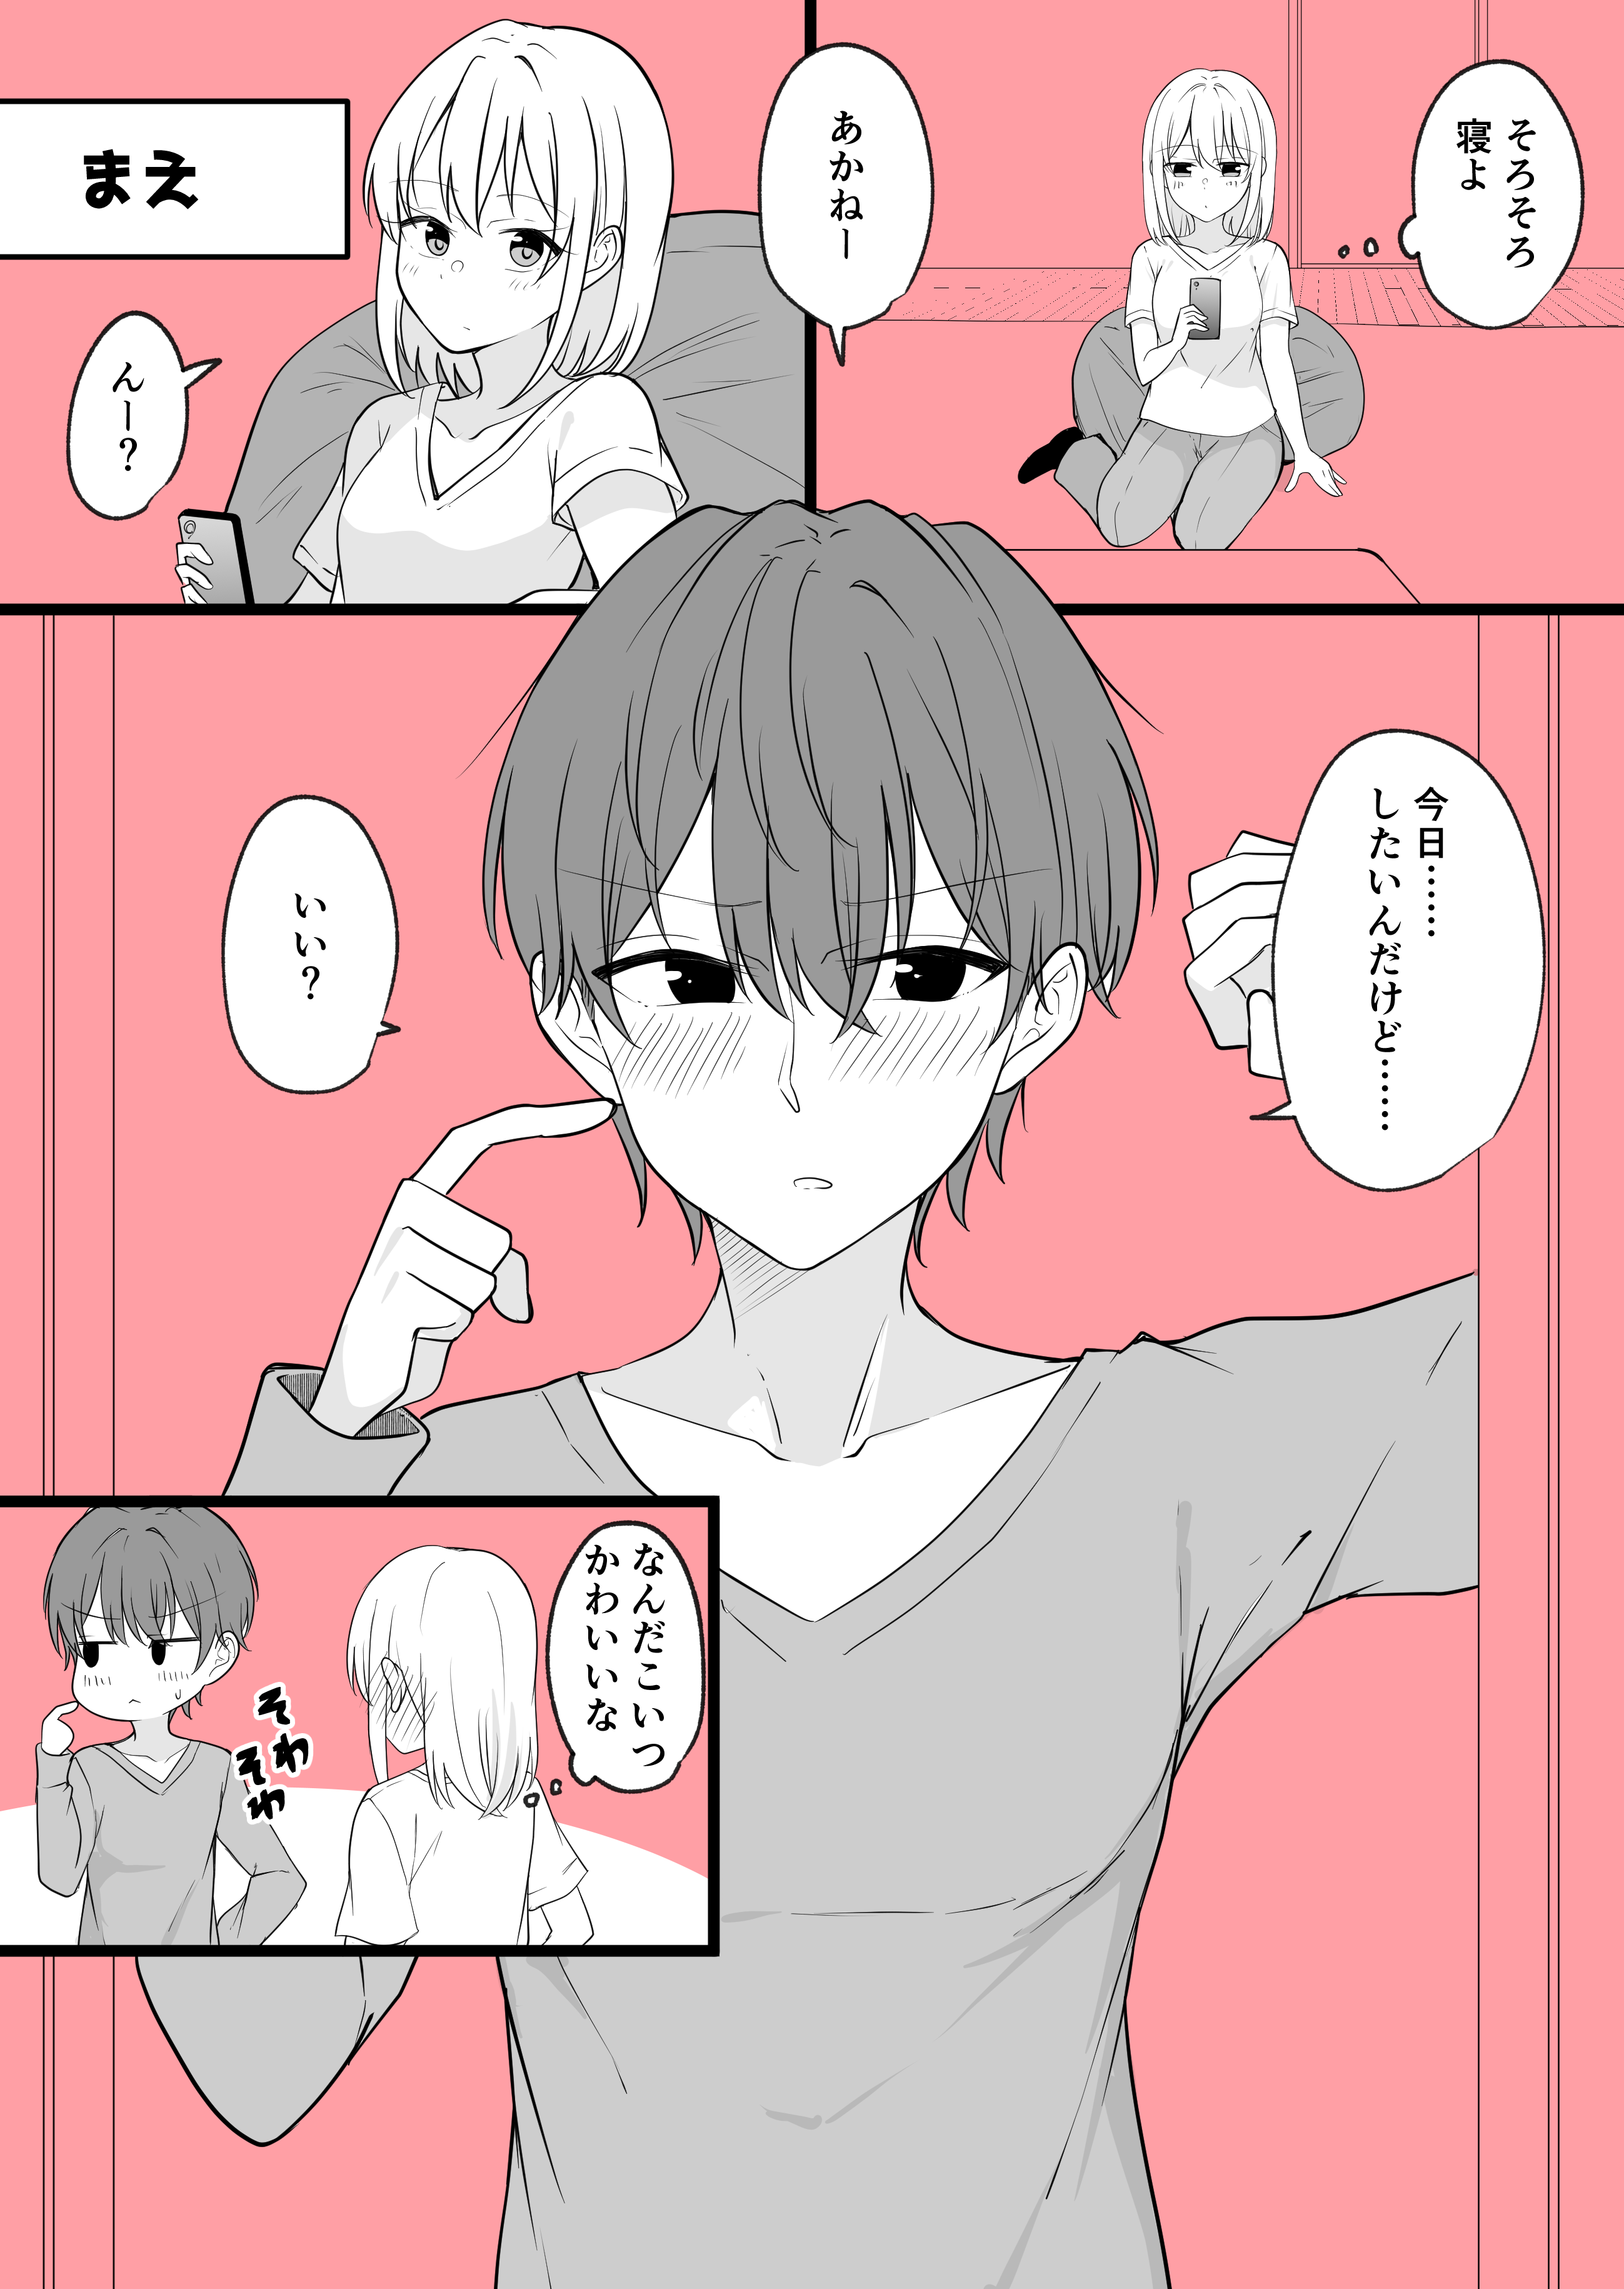 そろそろ
寝よ
あかねー
まえ
んー?
今日……
したいんだけど……
いい?
なんだこいつ
かわいいな
そわ
そわ